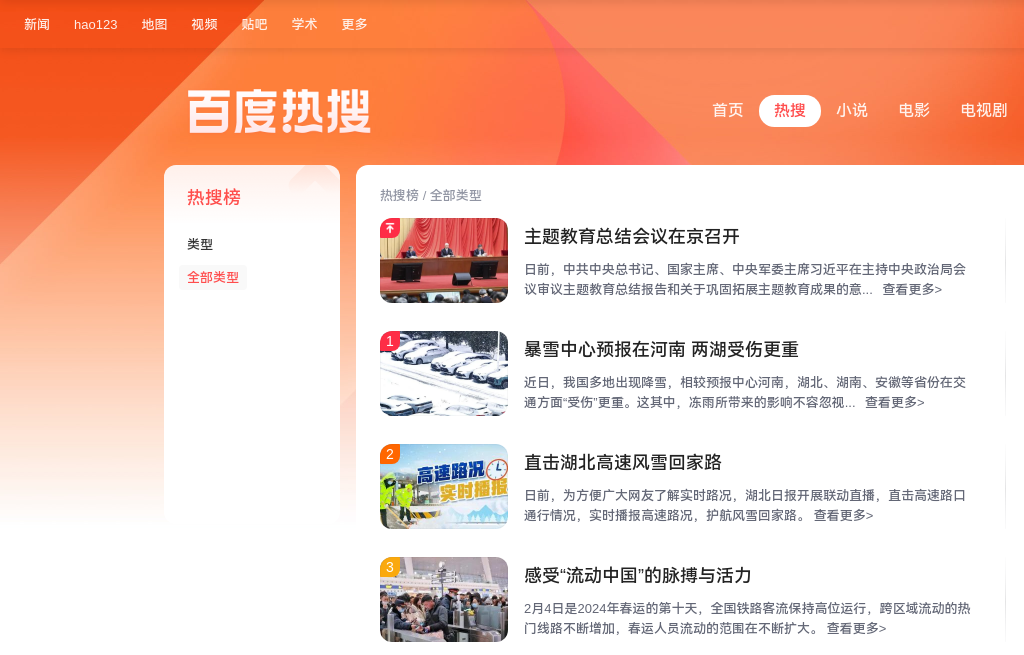 新闻 hao123 地图 视频 贴吧 学术 更多
百度热搜
首页 热搜 小说 电影 电视剧
热搜榜
类型
全部类型
热搜榜 / 全部类型
主题教育总结会议在京召开
日前，中共中央总书记、国家主席、中央军委主席习近平在主持中央政治局会
议审议主题教育总结报告和关于巩固拓展主题教育成果的意... 查看更多>
1
暴雪中心预报在河南 两湖受伤更重
近日，我国多地出现降雪，相较预报中心河南，湖北、湖南、安徽等省份在交
通方面“受伤”更重。这其中，冻雨所带来的影响不容忽视... 查看更多>
2
高速路况
实时播报
直击湖北高速风雪回家路
日前，为方便广大网友了解实时路况，湖北日报开展联动直播，直击高速路口
通行情况，实时播报高速路况，护航风雪回家路。 查看更多>
3
感受“流动中国”的脉搏与活力
2月4日是2024年春运的第十天，全国铁路客流保持高位运行，跨区域流动的热
门线路不断增加，春运人员流动的范围在不断扩大。 查看更多>